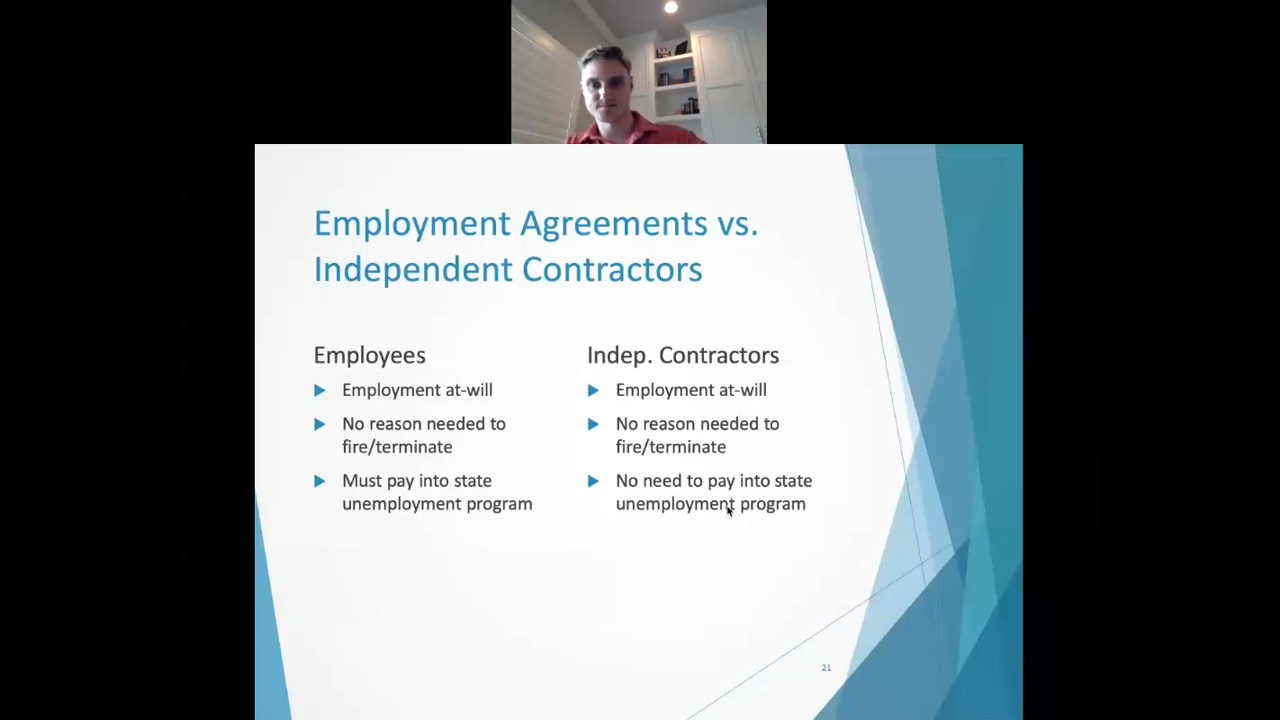 Employment Agreements vs.
Independent Contractors
Employees
Employment at-will
No reason needed to
fire/terminate
Must pay into state
unemployment program
Indep. Contractors
Employment at-will
No reason needed to
fire/terminate
No need to pay into state
unemployment program
21